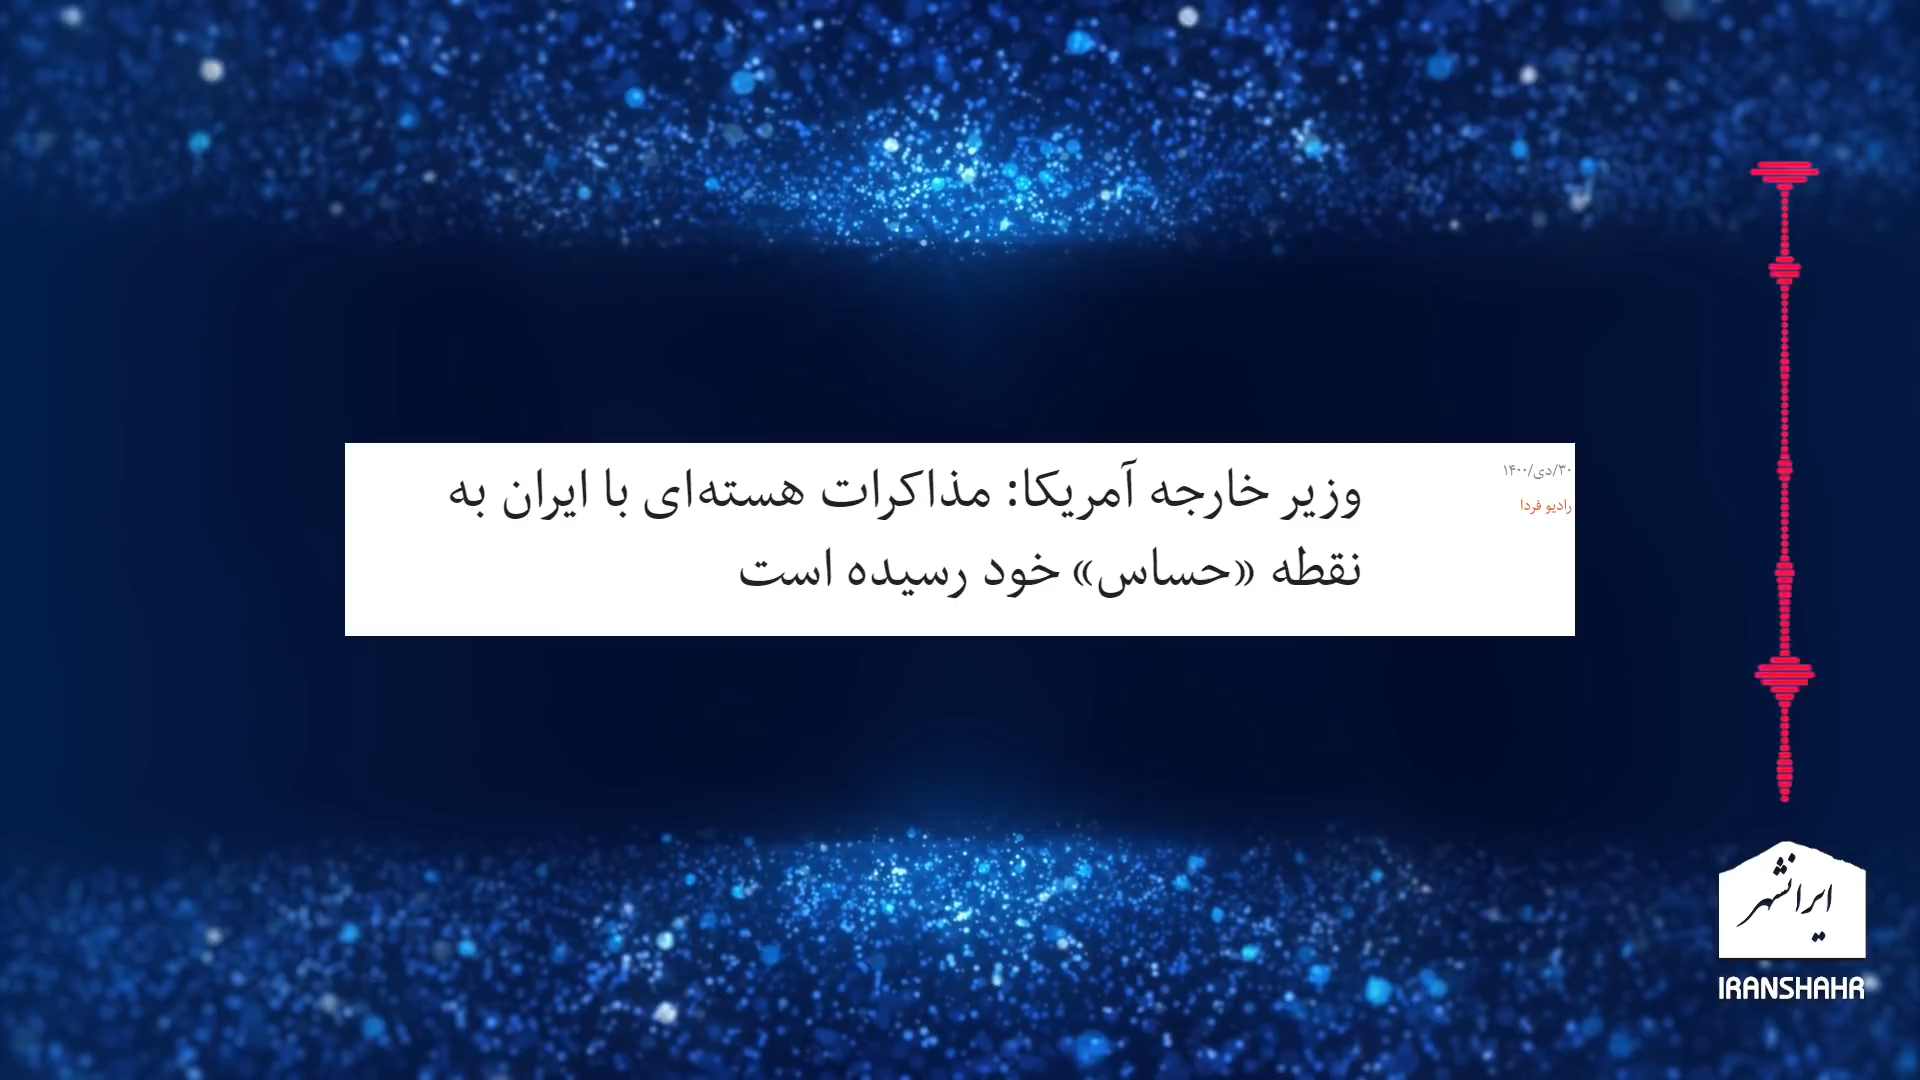 ۳۰/دی/۱۴۰۰
رادیو فردا
وزیر خارجه آمریکا: مذاکرات هسته‌ای با ایران به
نقطه «حساس» خود رسیده است
ایرانشهر
IRANSHAHR